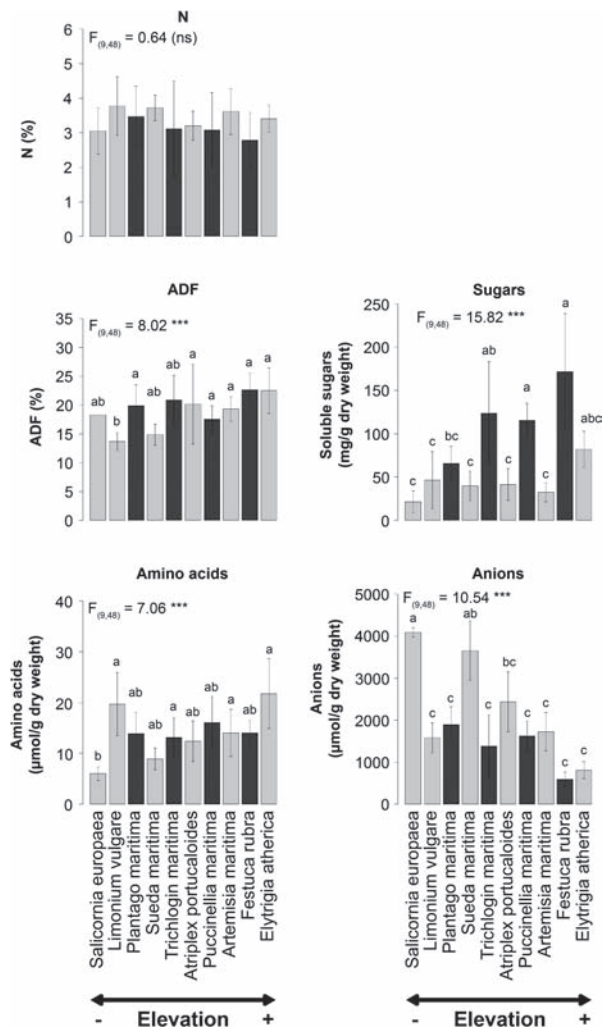 N
F(9,48) = 0.64 (ns)
6
5
4
3
2
1
0
N (%)
ADF
F(9,48) = 8.02 ***
35
30
25
20
15
10
5
0
ADF (%)
ab b a ab ab a a a a a
Sugars
F(9,48) = 15.82 ***
250
200
150
100
50
0
Soluble sugars
(mg/g dry weight)
c c bc c ab c a c a abc
Amino acids
F(9,48) = 7.06 ***
40
30
20
10
0
Amino acids
(µmol/g dry weight)
b a ab ab a ab ab ab ab a
Anions
F(9,48) = 10.54 ***
5000
4000
3000
2000
1000
0
Anions
(µmol/g dry weight)
a c c ab c bc c c c c
Salicornia europaea
Limonium vulgare
Plantago maritima
Sueda maritima
Trichlogin maritima
Atriplex portucaloides
Puccinellia maritima
Artemisia maritima
Festuca rubra
Elytrigia atherica
- Elevation +
Salicornia europaea
Limonium vulgare
Plantago maritima
Sueda maritima
Trichlogin maritima
Atriplex portucaloides
Puccinellia maritima
Artemisia maritima
Festuca rubra
Elytrigia atherica
- Elevation +